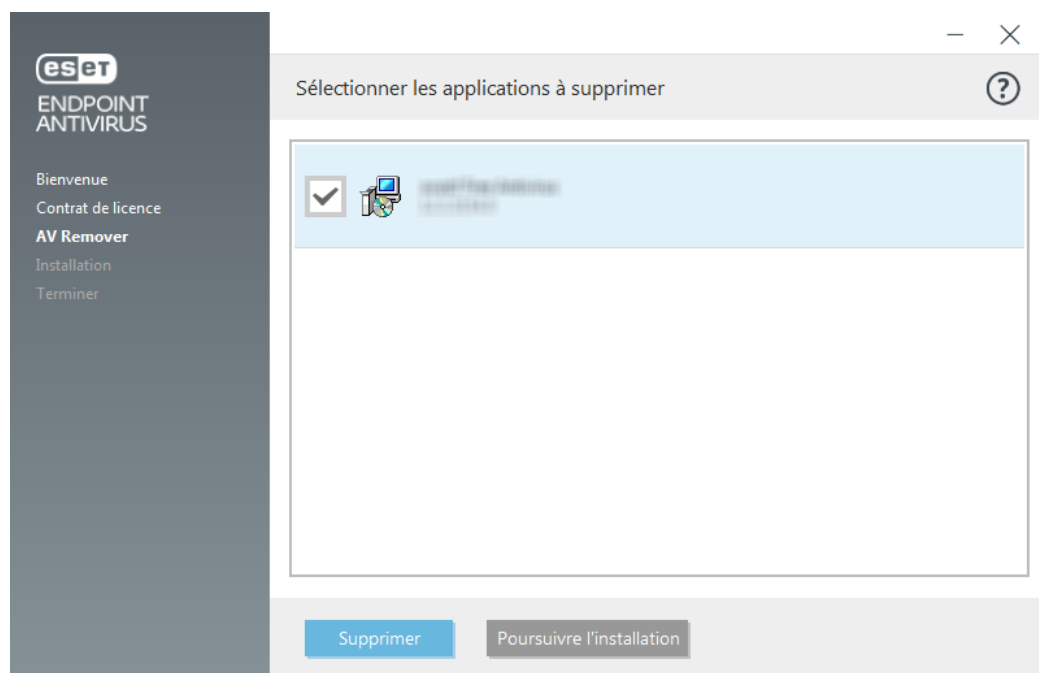 eset
ENDPOINT
ANTIVIRUS
Bienvenue
Contrat de licence
AV Remover
Installation
Terminer
Sélectionner les applications à supprimer
?
Supprimer
Poursuivre l'installation